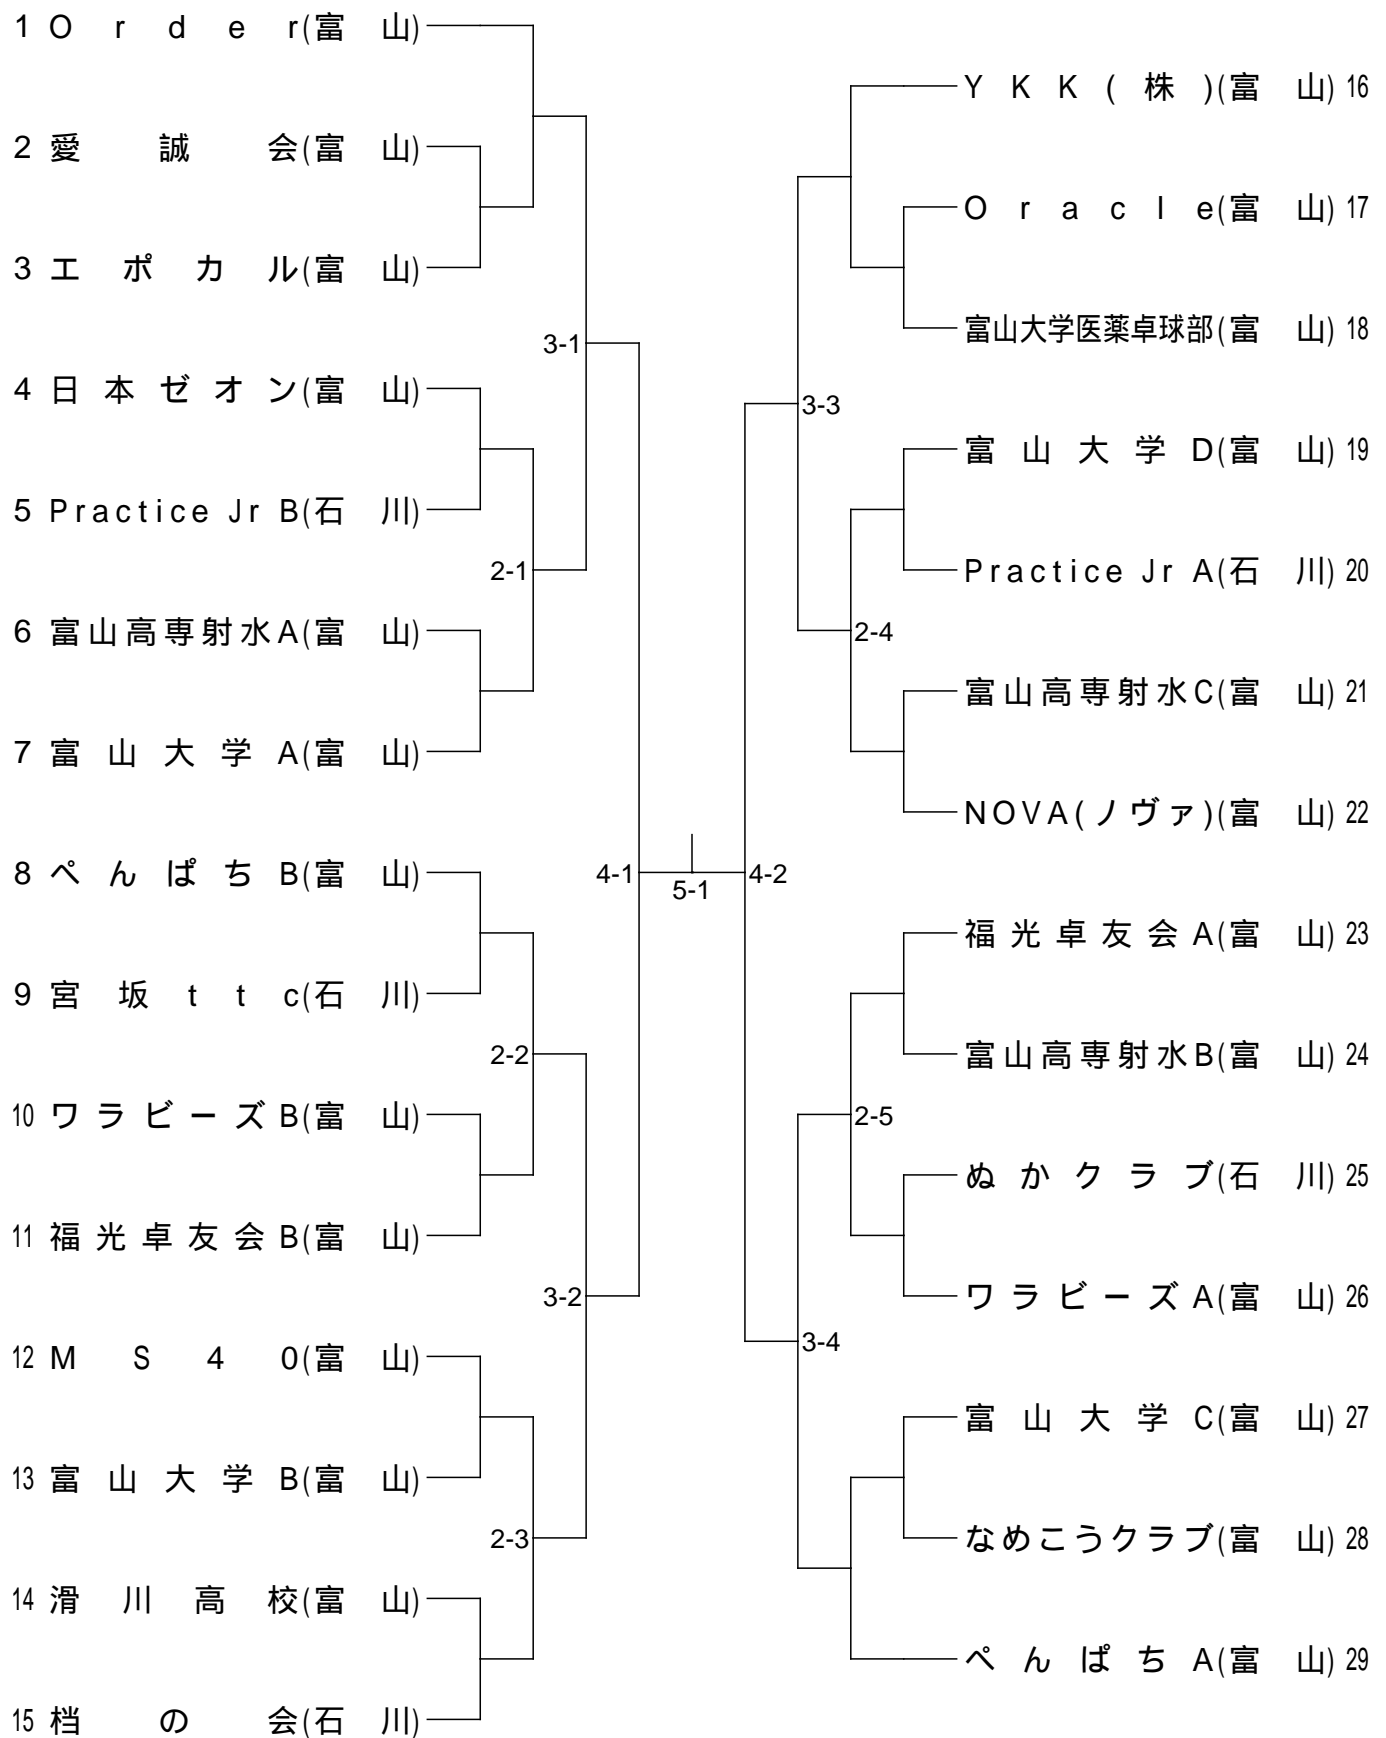 1 Order(富 山)
2 愛誠会(富 山)
3 エポカル(富 山)
4 日本ゼオン(富 山)
5 Practice Jr B(石 川)
6 富山高専射水A(富 山)
7 富山大学A(富 山)
8 ぺんぱちB(富 山)
9 宮坂ttc(石 川)
10 ワラビーズB(富 山)
11 福光卓友会B(富 山)
12 MS40(富 山)
13 富山大学B(富 山)
14 滑川高校(富 山)
15 档の会(石 川)
3-1
2-1
2-2
3-2
2-3
4-1
5-1
4-2
3-3
2-4
2-5
3-4
YKK(株)(富 山) 16
Oracle(富 山) 17
富山大学医薬卓球部(富 山) 18
富山大学D(富 山) 19
Practice Jr A(石 川) 20
富山高専射水C(富 山) 21
NOVA(ノヴァ)(富 山) 22
福光卓友会A(富 山) 23
富山高専射水B(富 山) 24
ぬかクラブ(石 川) 25
ワラビーズA(富 山) 26
富山大学C(富 山) 27
なめこうクラブ(富 山) 28
ぺんぱちA(富 山) 29